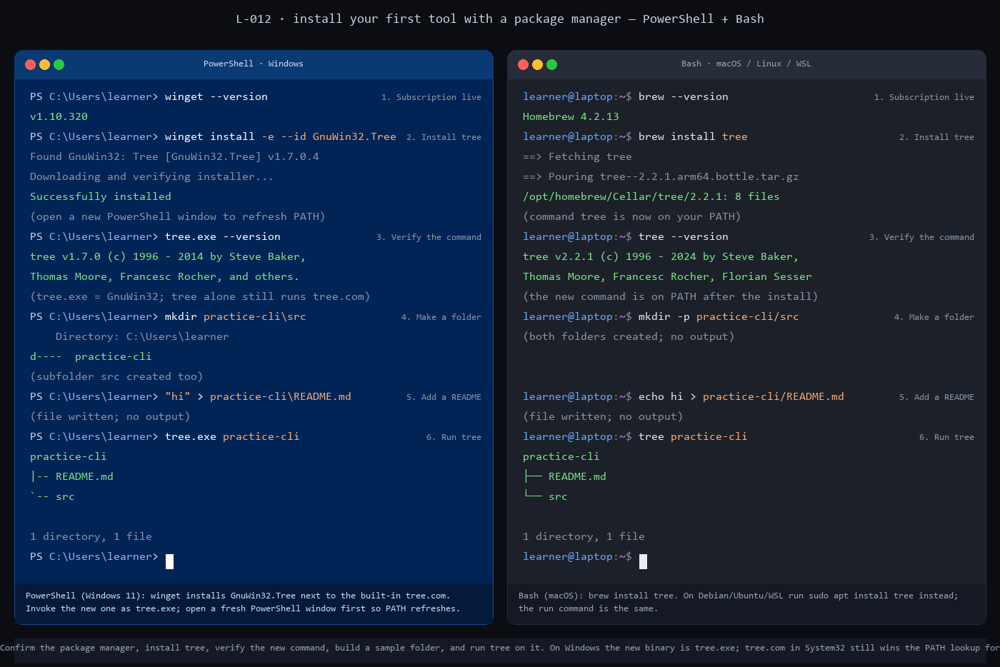 L-012 · install your first tool with a package manager — PowerShell + Bash
PowerShell · Windows
PS C:\Users\learner> winget --version 1. Subscription live
v1.10.320
PS C:\Users\learner> winget install -e --id GnuWin32.Tree 2. Install tree
Found GnuWin32: Tree [GnuWin32.Tree] v1.7.0.4
Downloading and verifying installer...
Successfully installed
(open a new PowerShell window to refresh PATH)
PS C:\Users\learner> tree.exe --version 3. Verify the command
tree v1.7.0 (c) 1996 - 2014 by Steve Baker,
Thomas Moore, Francesc Rocher, and others.
(tree.exe = GnuWin32; tree alone still runs tree.com)
PS C:\Users\learner> mkdir practice-cli\src 4. Make a folder
    Directory: C:\Users\learner
d----  practice-cli
(subfolder src created too)
PS C:\Users\learner> "hi" > practice-cli\README.md 5. Add a README
(file written; no output)
PS C:\Users\learner> tree.exe practice-cli 6. Run tree
practice-cli
|-- README.md
`-- src
1 directory, 1 file
PS C:\Users\learner>
PowerShell (Windows 11): winget installs GnuWin32.Tree next to the built-in tree.com.
Invoke the new one as tree.exe; open a fresh PowerShell window first so PATH refreshes.
Bash · macOS / Linux / WSL
learner@laptop:~$ brew --version 1. Subscription live
Homebrew 4.2.13
learner@laptop:~$ brew install tree 2. Install tree
==> Fetching tree
==> Pouring tree--2.2.1.arm64.bottle.tar.gz
/opt/homebrew/Cellar/tree/2.2.1: 8 files
(command tree is now on your PATH)
learner@laptop:~$ tree --version 3. Verify the command
tree v2.2.1 (c) 1996 - 2024 by Steve Baker,
Thomas Moore, Francesc Rocher, Florian Sesser
(the new command is on PATH after the install)
learner@laptop:~$ mkdir -p practice-cli/src 4. Make a folder
(both folders created; no output)
learner@laptop:~$ echo hi > practice-cli/README.md 5. Add a README
(file written; no output)
learner@laptop:~$ tree practice-cli 6. Run tree
practice-cli
├── README.md
└── src
1 directory, 1 file
learner@laptop:~$
Bash (macOS): brew install tree. On Debian/Ubuntu/WSL run sudo apt install tree instead;
the run command is the same.
Confirm the package manager, install tree, verify the new command, build a sample folder, and run tree on it. On Windows the new binary is tree.exe; tree.com in System32 still wins the PATH lookup for